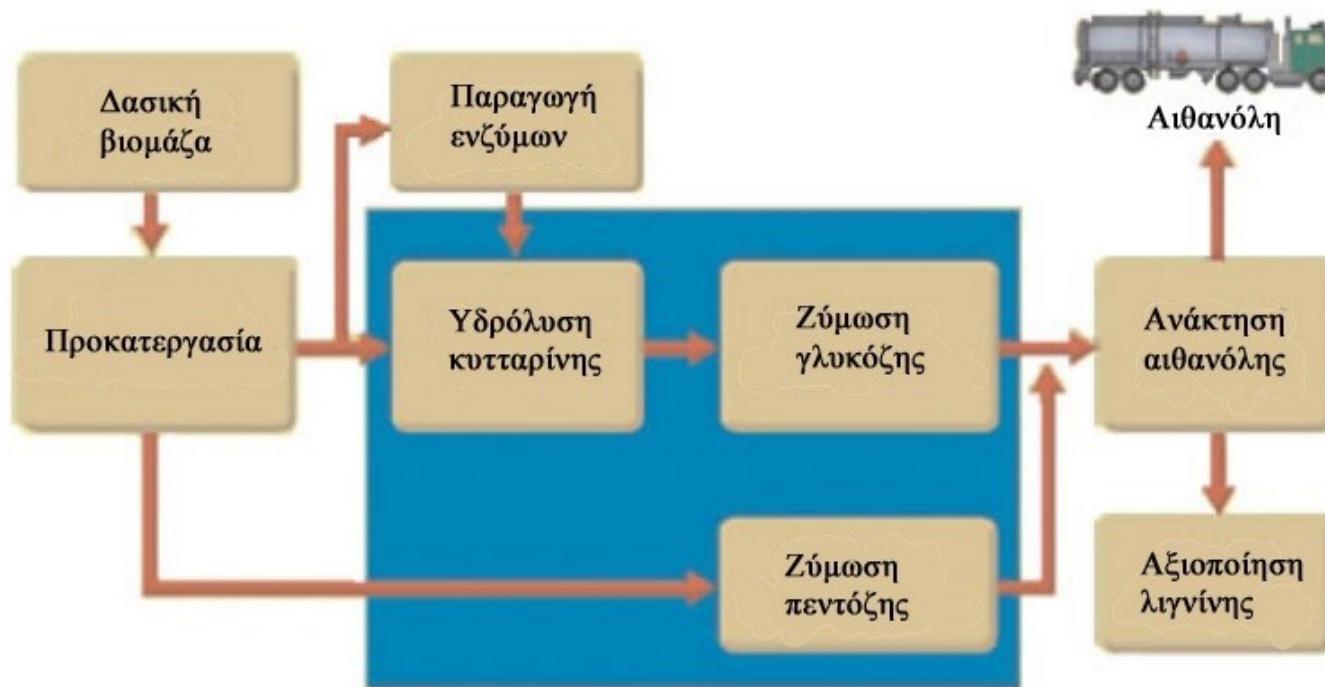 Δασική
βιομάζα
Παραγωγή
ενζύμων
Αιθανόλη
Προκατεργασία
Υδρόλυση
κυτταρίνης
Ζύμωση
γλυκόζης
Ανάκτηση
αιθανόλης
Ζύμωση
πεντόζης
Αξιοποίηση
λιγνίνης